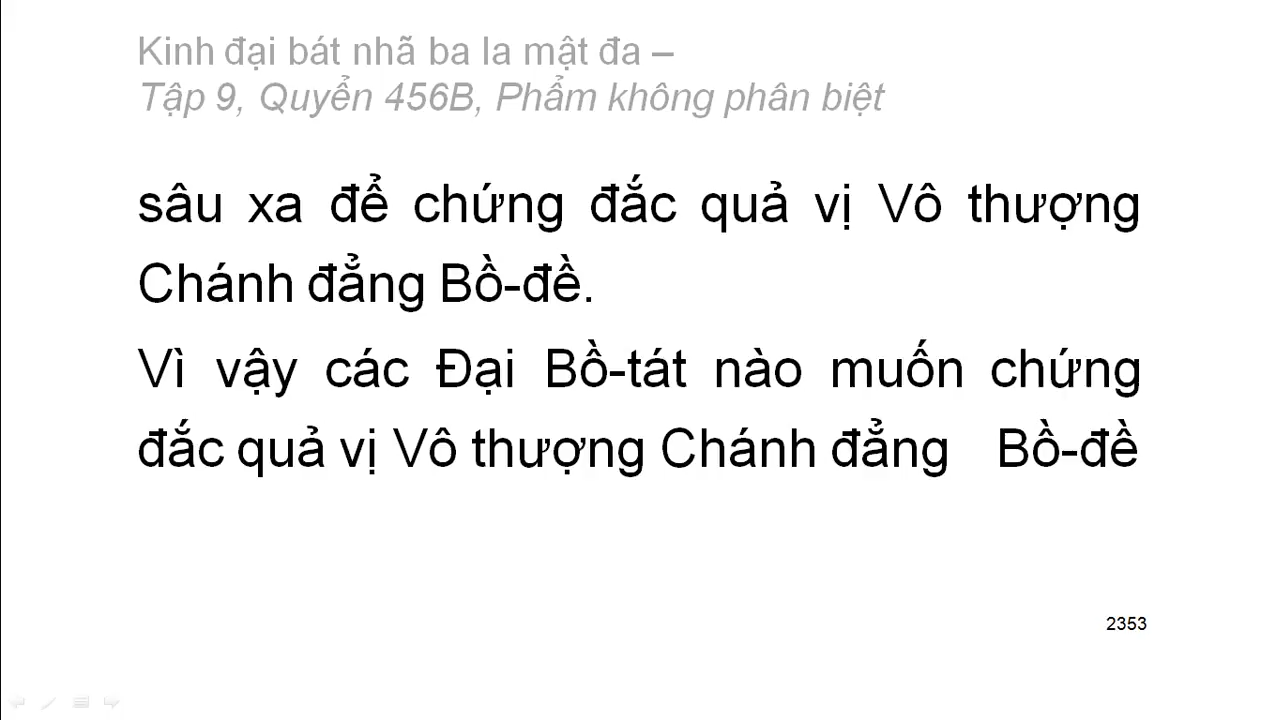 Kinh đại bát nhã ba la mật đa –
Tập 9, Quyển 456B, Phẩm không phân biệt
sâu xa để chứng đắc quả vị Vô thượng
Chánh đẳng Bồ-đề.
Vì vậy các Đại Bồ-tát nào muốn chứng
đắc quả vị Vô thượng Chánh đẳng Bồ-đề
2353